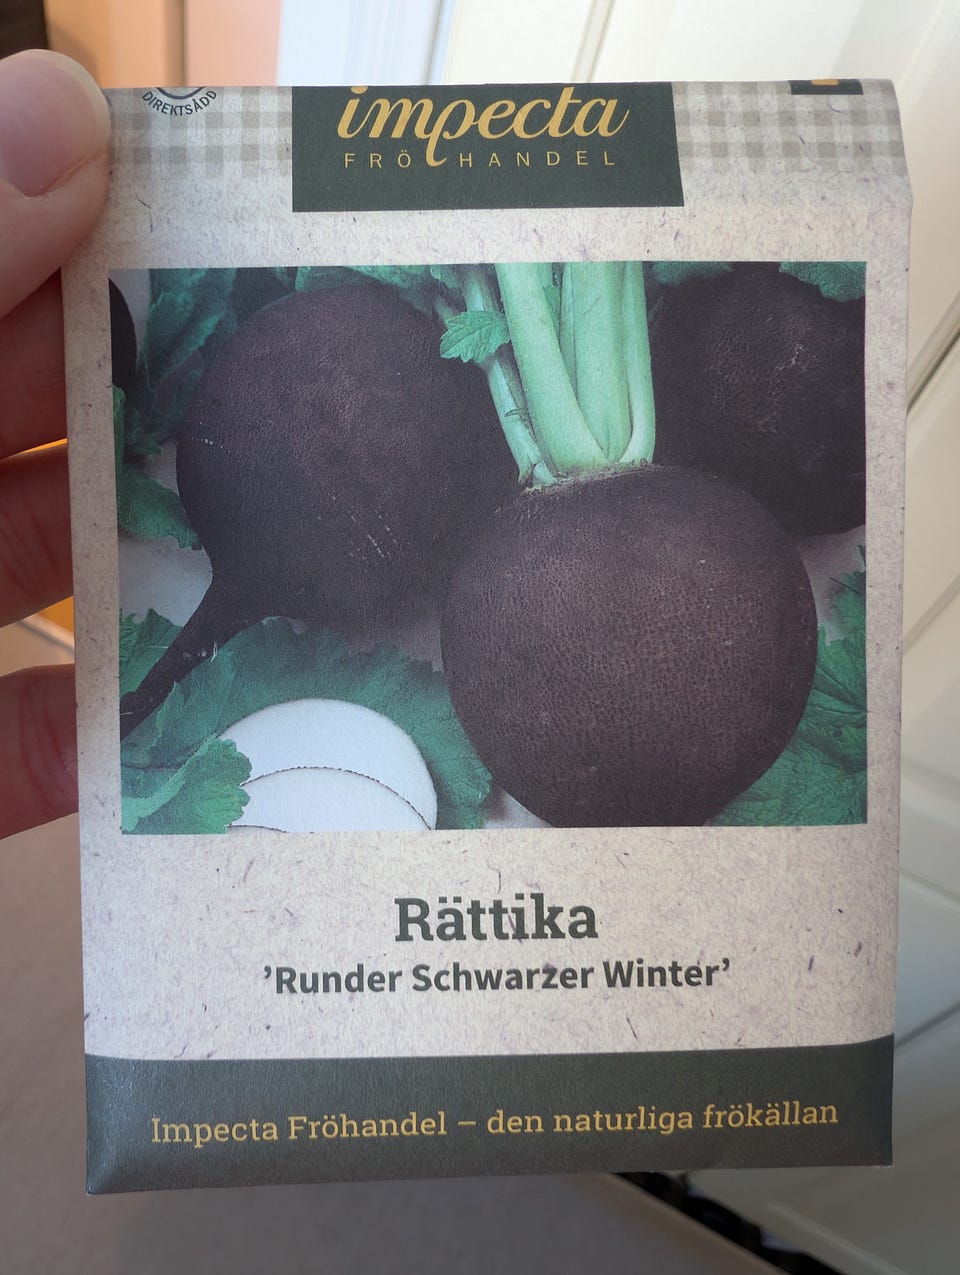 DIREKTSÅDD
impecta
FRÖHANDEL
Rättika
’Runder Schwarzer Winter’
Impecta Fröhandel – den naturliga frökällan